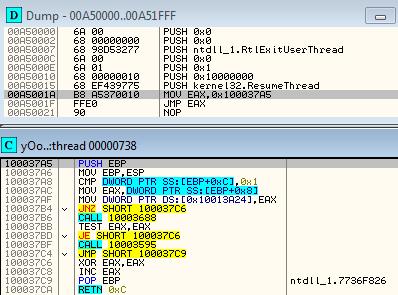 D Dump - 00A50000..00A51FFF
00A50000 6A 00 PUSH 0x0
00A50002 68 00000000 PUSH 0x0
00A50007 68 98D53277 PUSH ntdll_1.RtlExitUserThread
00A5000C 6A 00 PUSH 0x0
00A5000E 6A 01 PUSH 0x1
00A50010 68 00000010 PUSH 0x10000000
00A50015 68 EF439775 PUSH kernel32.ResumeThread
00A5001A B8 A5370010 MOV EAX,0x100037A5
00A5001F FFE0 JMP EAX
00A50021 90 NOP
C yOo..:thread 00000738
100037A5 PUSH EBP
100037A6 MOV EBP,ESP
100037A8 CMP DWORD PTR SS:[EBP+0xC],0x1
100037AC MOV EAX,DWORD PTR SS:[EBP+0x8]
100037AF MOV DWORD PTR DS:[0x10013A24],EAX
100037B4 JNZ SHORT 100037C6
100037B6 CALL 10003688
100037BB TEST EAX,EAX
100037BD JE SHORT 100037C6
100037BF CALL 10003595
100037C4 JMP SHORT 100037C9
100037C6 XOR EAX,EAX
100037C8 INC EAX
100037C9 POP EBP ntdll_1.7736F826
100037CA RETN 0xC